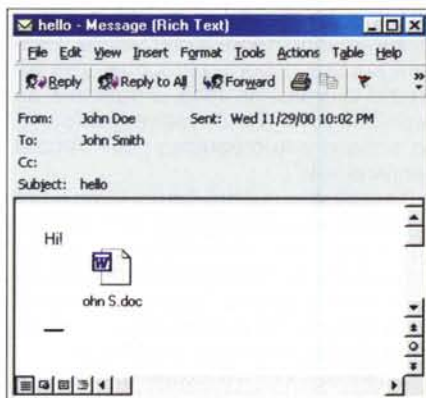 hello - Message (Rich Text)
File Edit View Insert Format Tools Actions Table Help
Reply Reply to All Forward »
From: John Doe Sent: Wed 11/29/00 10:02 PM
To: John Smith
Cc:
Subject: hello
Hi!
W
ohn S.doc